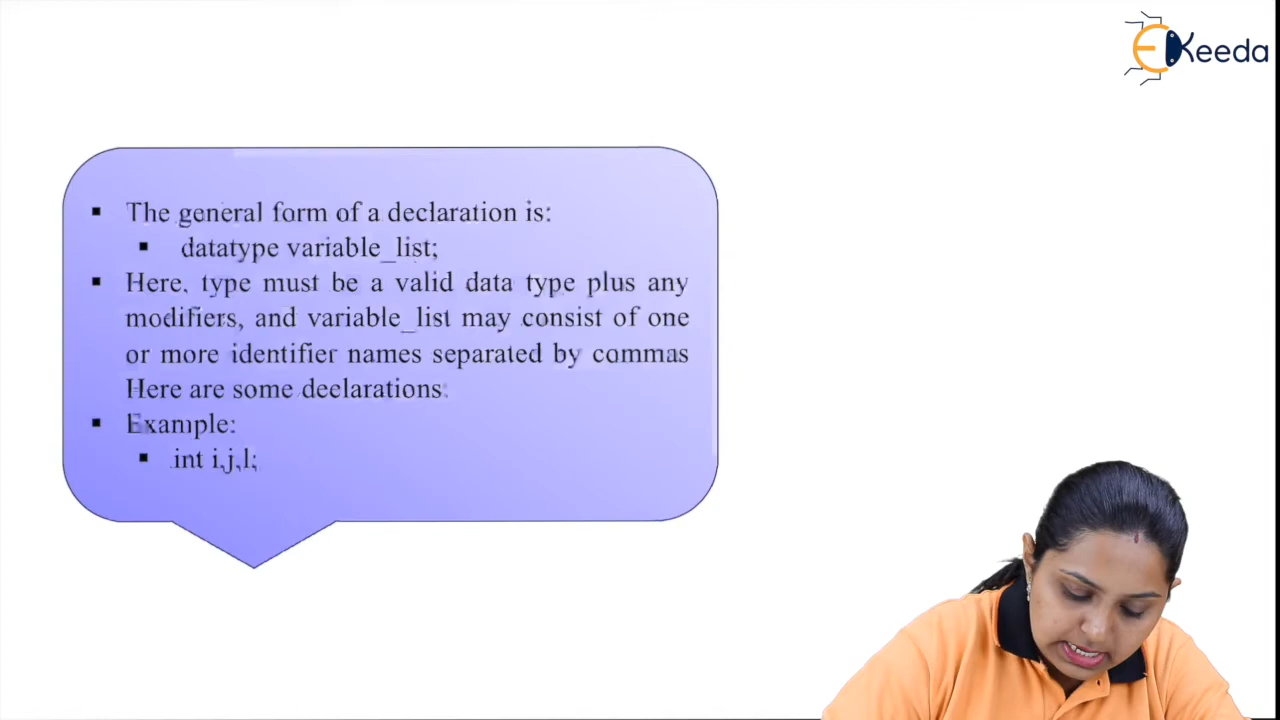 EKeeda
The general form of a declaration is:
datatype variable_list;
Here, type must be a valid data type plus any
modifiers, and variable_list may consist of one
or more identifier names separated by commas
Here are some declarations:
Example:
int i,j,l;